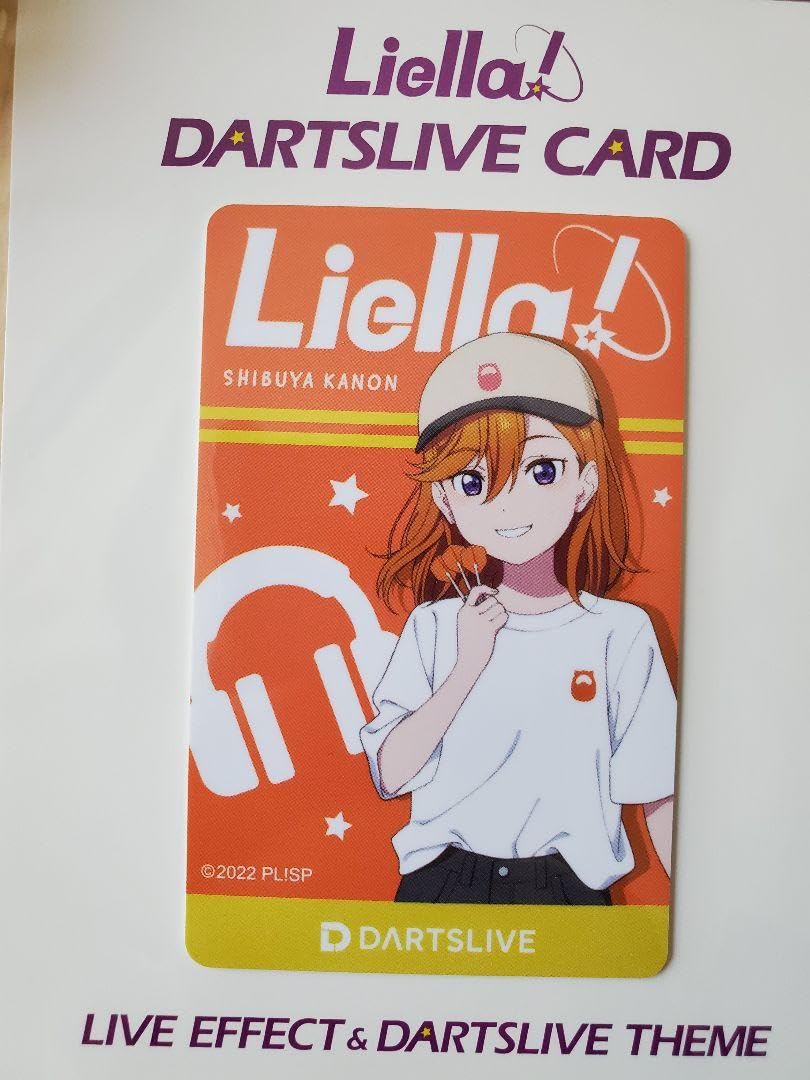 Liella!
DARTSLIVE CARD
Liella!
SHIBUYA KANON
©2022 PL!SP
DARTSLIVE
LIVE EFFECT & DARTSLIVE THEME